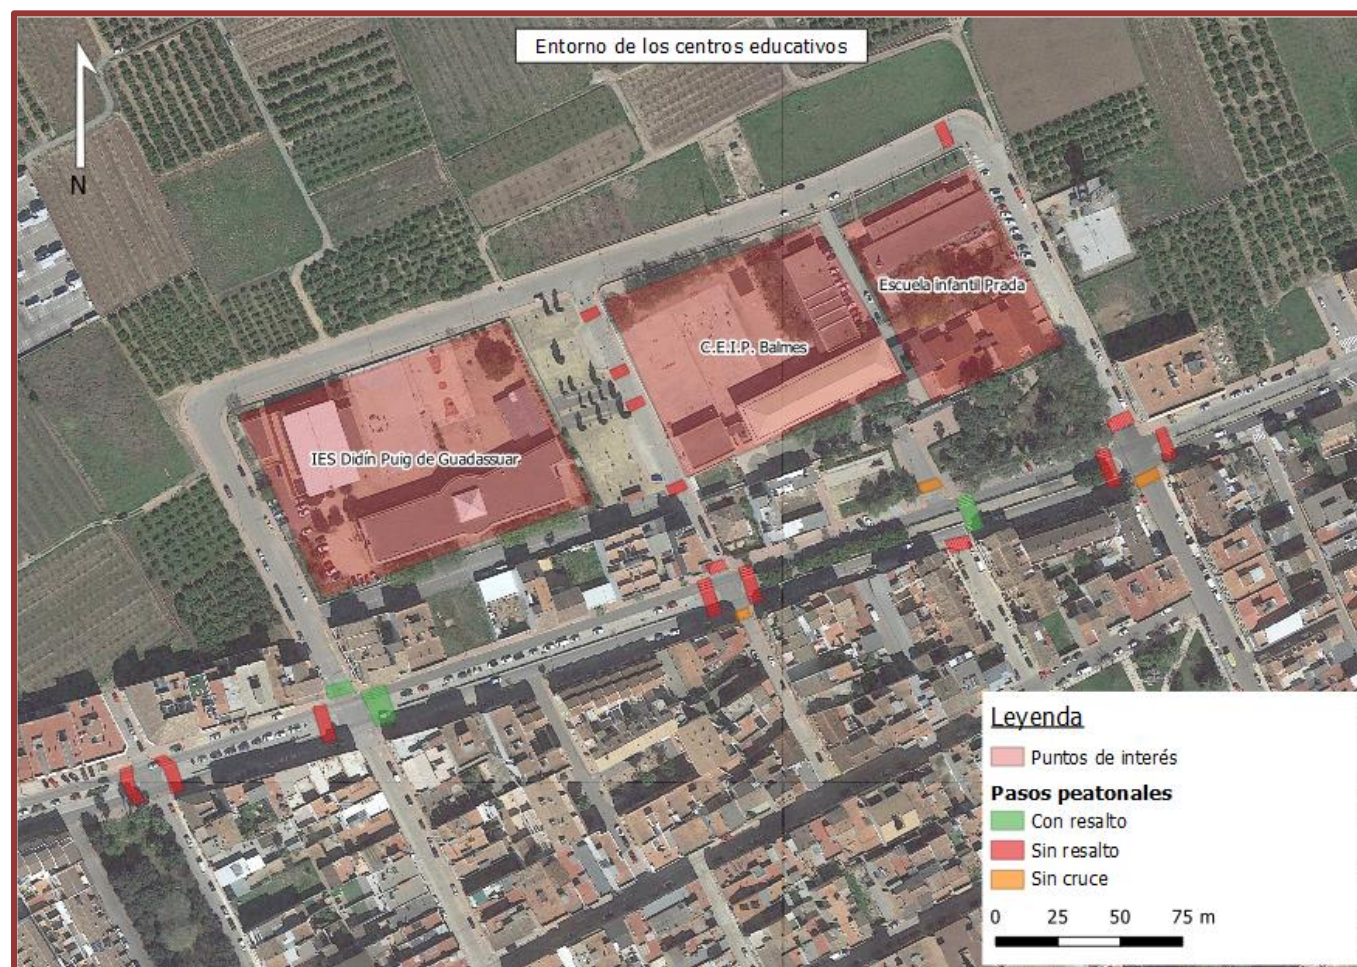 Entorno de los centros educativos
N
Escuela infantil Prada
C.E.I.P. Balmes
IES Didín Puig de Guadassuar
Leyenda
Puntos de interés
Pasos peatonales
Con resalto
Sin resalto
Sin cruce
0 25 50 75 m